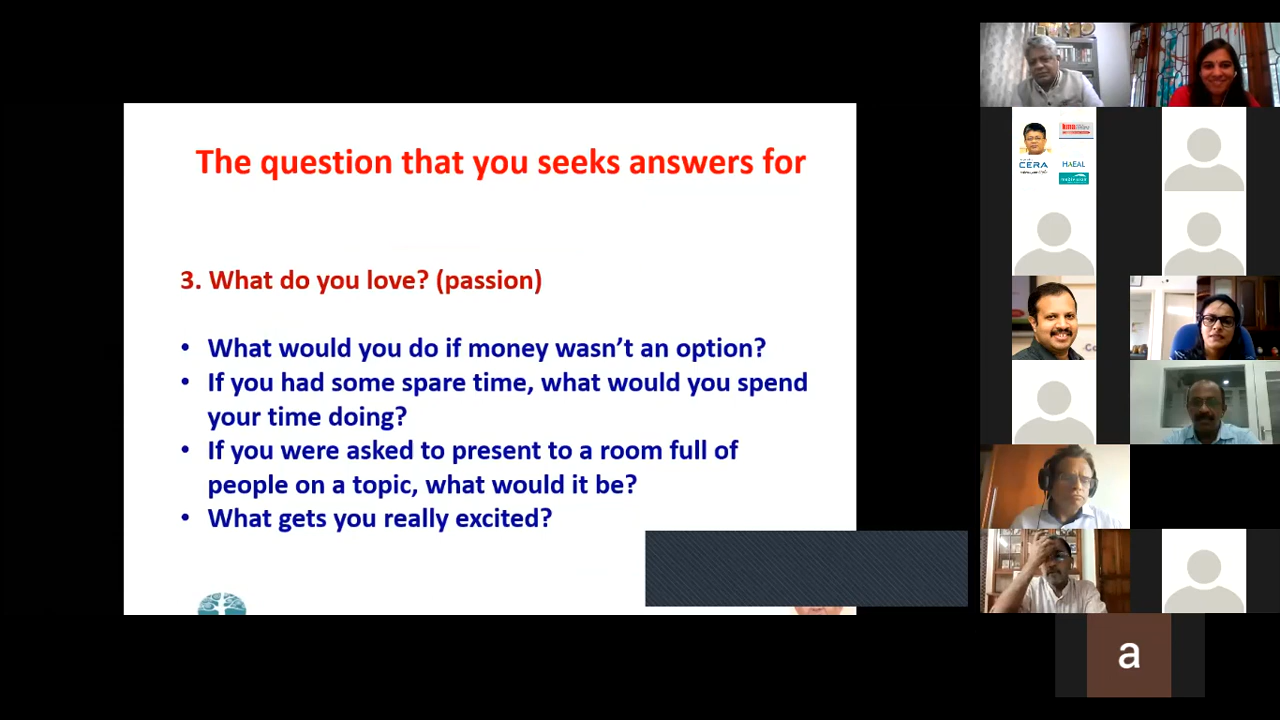 The question that you seeks answers for
3. What do you love? (passion)
• What would you do if money wasn't an option?
• If you had some spare time, what would you spend
your time doing?
• If you were asked to present to a room full of
people on a topic, what would it be?
• What gets you really excited?
CERA
a